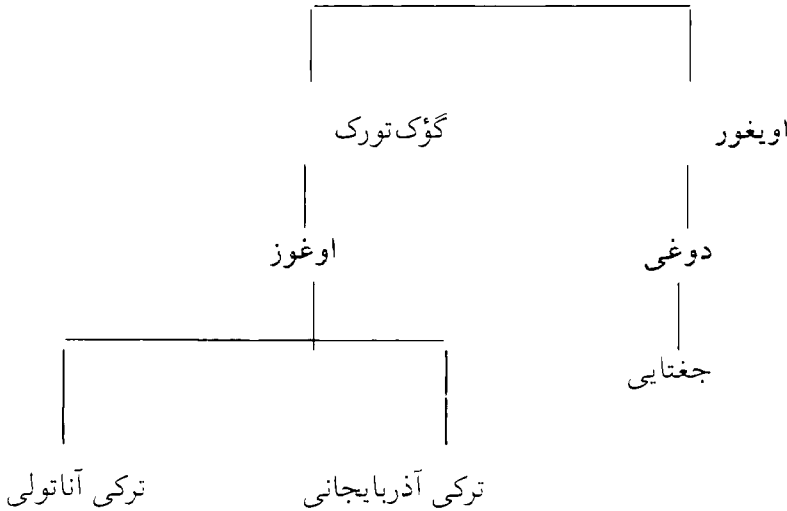 اویغور
گؤک‌تورک
دوغی
اوغوز
جغتایی
ترکی آذربایجانی
ترکی آناتولی